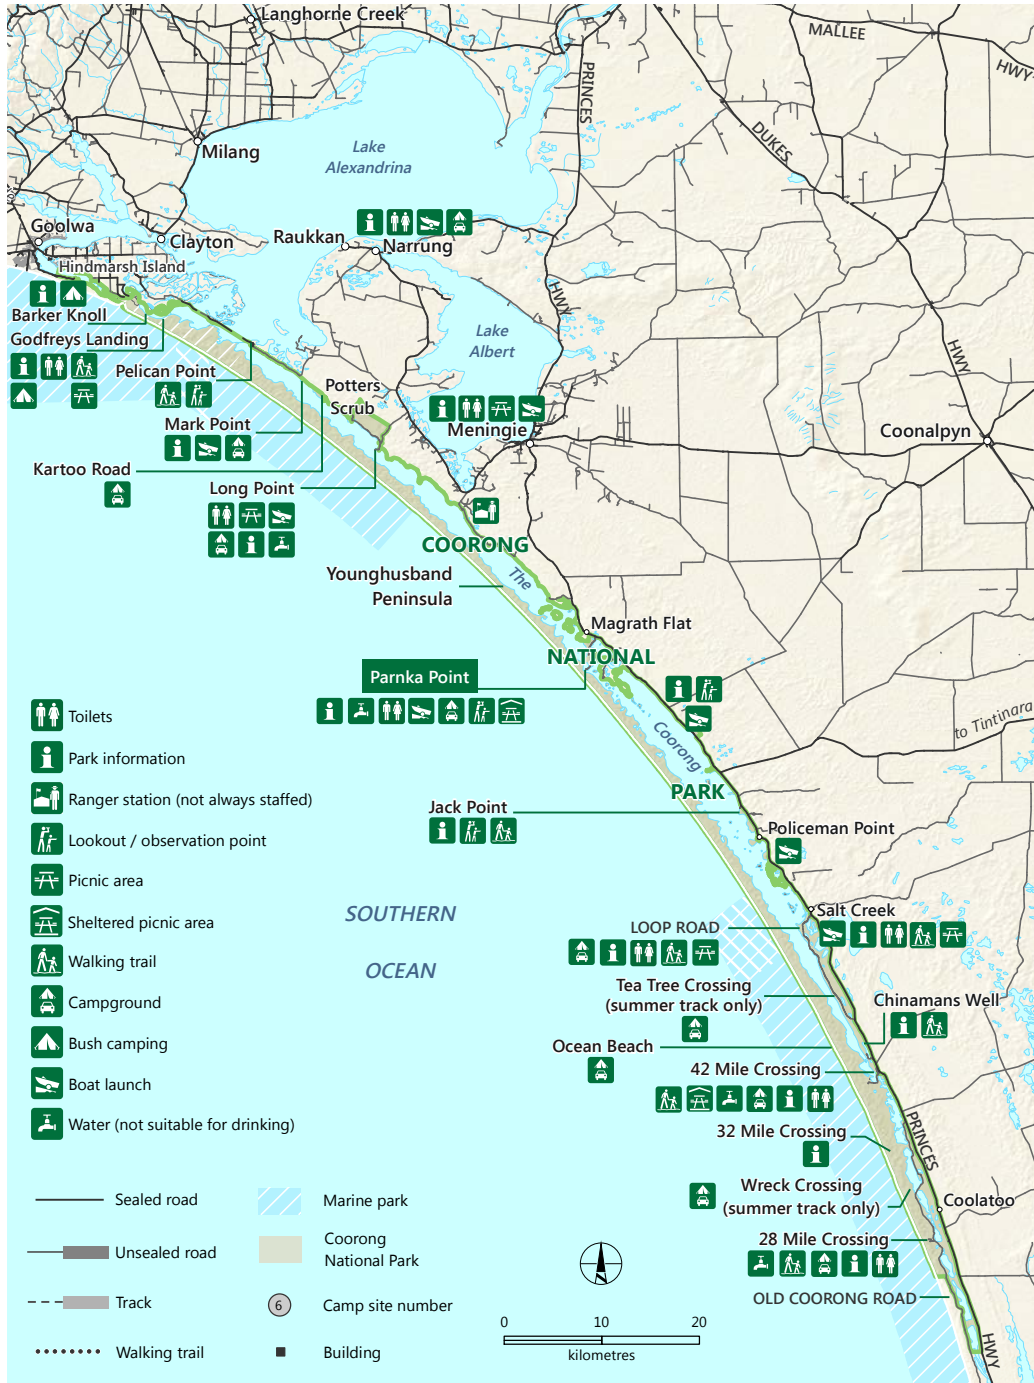 Langhorne Creek
MALLEE
HWY
PRINCES
DUKES
Milang
Lake
Alexandrina
Goolwa
Clayton
Raukkan
Narrung
Hindmarsh Island
HWY
Barker Knoll
Godfreys Landing
Lake
Albert
HWY
Pelican Point
Potters
Scrub
Mark Point
Meningie
Coonalpyn
Kartoo Road
Long Point
COORONG
Younghusband
Peninsula
The
Magrath Flat
NATIONAL
Parnka Point
Coorong
to Tintinara
PARK
Jack Point
Policeman Point
Toilets
Park information
Ranger station (not always staffed)
Lookout / observation point
Picnic area
Sheltered picnic area
Walking trail
Campground
Bush camping
Boat launch
Water (not suitable for drinking)
SOUTHERN
OCEAN
Salt Creek
LOOP ROAD
Tea Tree Crossing
(summer track only)
Chinamans Well
Ocean Beach
42 Mile Crossing
PRINCES
32 Mile Crossing
Wreck Crossing
(summer track only)
Coolatoo
28 Mile Crossing
OLD COORONG ROAD
HWY
Sealed road
Marine park
Unsealed road
Coorong
National Park
Track
6
Camp site number
Walking trail
Building
0 10 20
kilometres